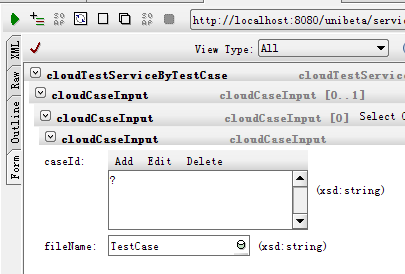 http://localhost:8080/unibeta/servic
View Type: All
cloudTestServiceByTestCase cloudTestServic
cloudCaseInput cloudCaseInput [0..1]
cloudCaseInput cloudCaseInput [0] Select C
cloudCaseInput cloudCaseInput
caseId: Add Edit Delete
?
(xsd:string)
fileName: TestCase (xsd:string)
XML
Raw
Outline
Form